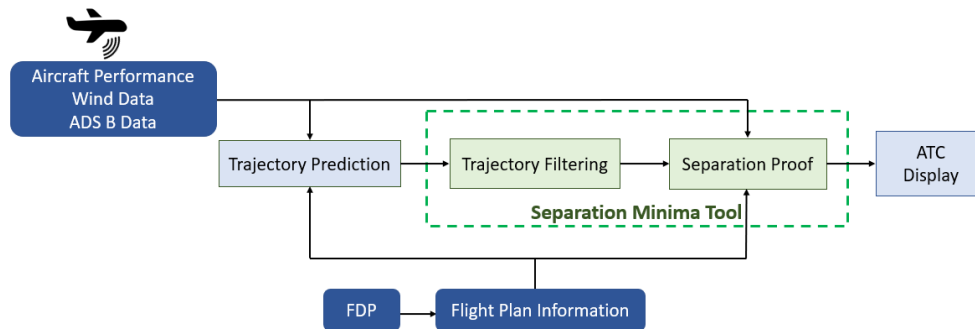 Aircraft Performance
Wind Data
ADS B Data
Trajectory Prediction
Trajectory Filtering
Separation Proof
ATC
Display
Separation Minima Tool
FDP
Flight Plan Information